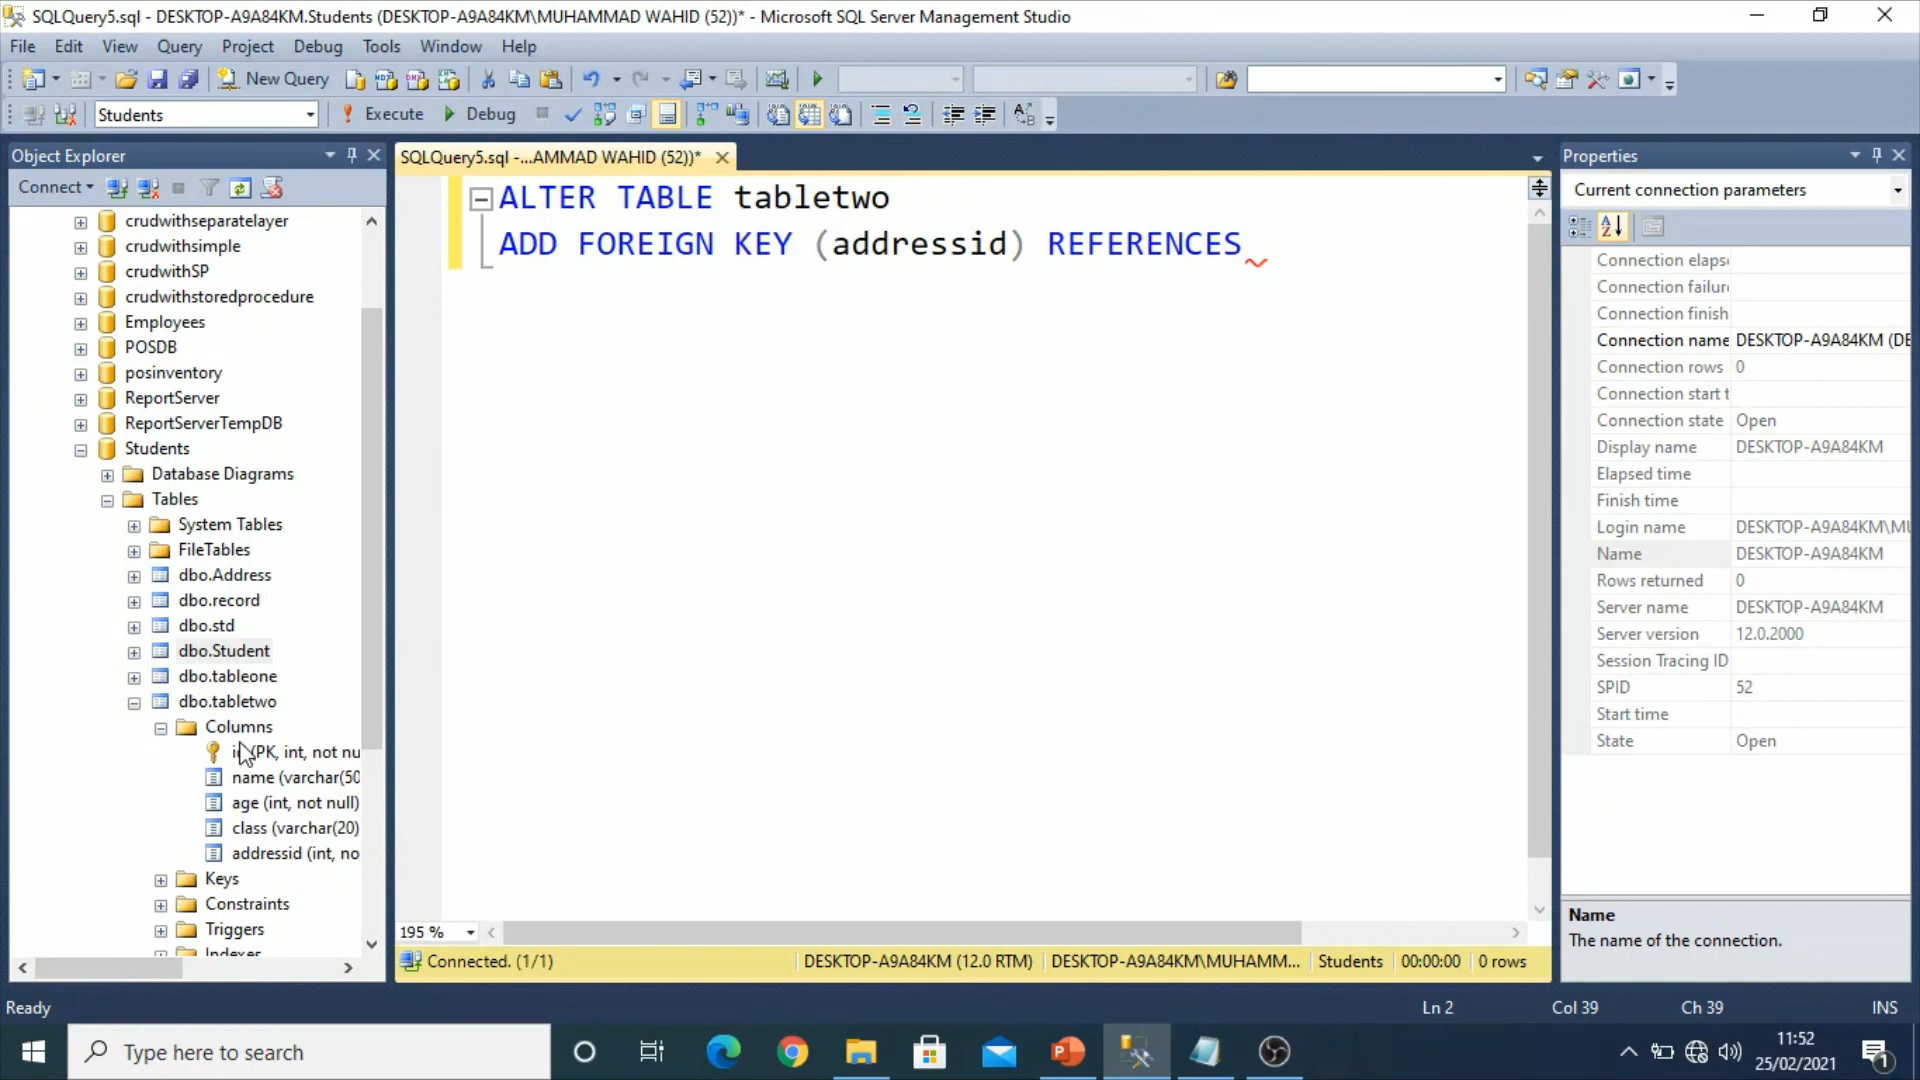 SQLQuery5.sql - DESKTOP-A9A84KM.Students (DESKTOP-A9A84KM\MUHAMMAD WAHID (52))* - Microsoft SQL Server Management Studio
File Edit View Query Project Debug Tools Window Help
New Query
Students Execute Debug
Object Explorer
Connect
crudwithseparatelayer
crudwithsimple
crudwithSP
crudwithstoredprocedure
Employees
POSDB
posinventory
ReportServer
ReportServerTempDB
Students
Database Diagrams
Tables
System Tables
FileTables
dbo.Address
dbo.record
dbo.std
dbo.Student
dbo.tableone
dbo.tabletwo
Columns
(PK, int, not nu
name (varchar(50
age (int, not null)
class (varchar(20)
addressid (int, no
Keys
Constraints
Triggers
Indexes
SQLQuery5.sql -...AMMAD WAHID (52))*
ALTER TABLE tabletwo
ADD FOREIGN KEY (addressid) REFERENCES
195 %
Connected. (1/1) DESKTOP-A9A84KM (12.0 RTM) DESKTOP-A9A84KM\MUHAMM... Students 00:00:00 0 rows
Properties
Current connection parameters
Connection elaps
Connection failur
Connection finish
Connection name DESKTOP-A9A84KM (DE
Connection rows 0
Connection start t
Connection state Open
Display name DESKTOP-A9A84KM
Elapsed time
Finish time
Login name DESKTOP-A9A84KM\MU
Name DESKTOP-A9A84KM
Rows returned 0
Server name DESKTOP-A9A84KM
Server version 12.0.2000
Session Tracing ID
SPID 52
Start time
State Open
Name
The name of the connection.
Ready Ln 2 Col 39 Ch 39 INS
Type here to search
11:52
25/02/2021
1